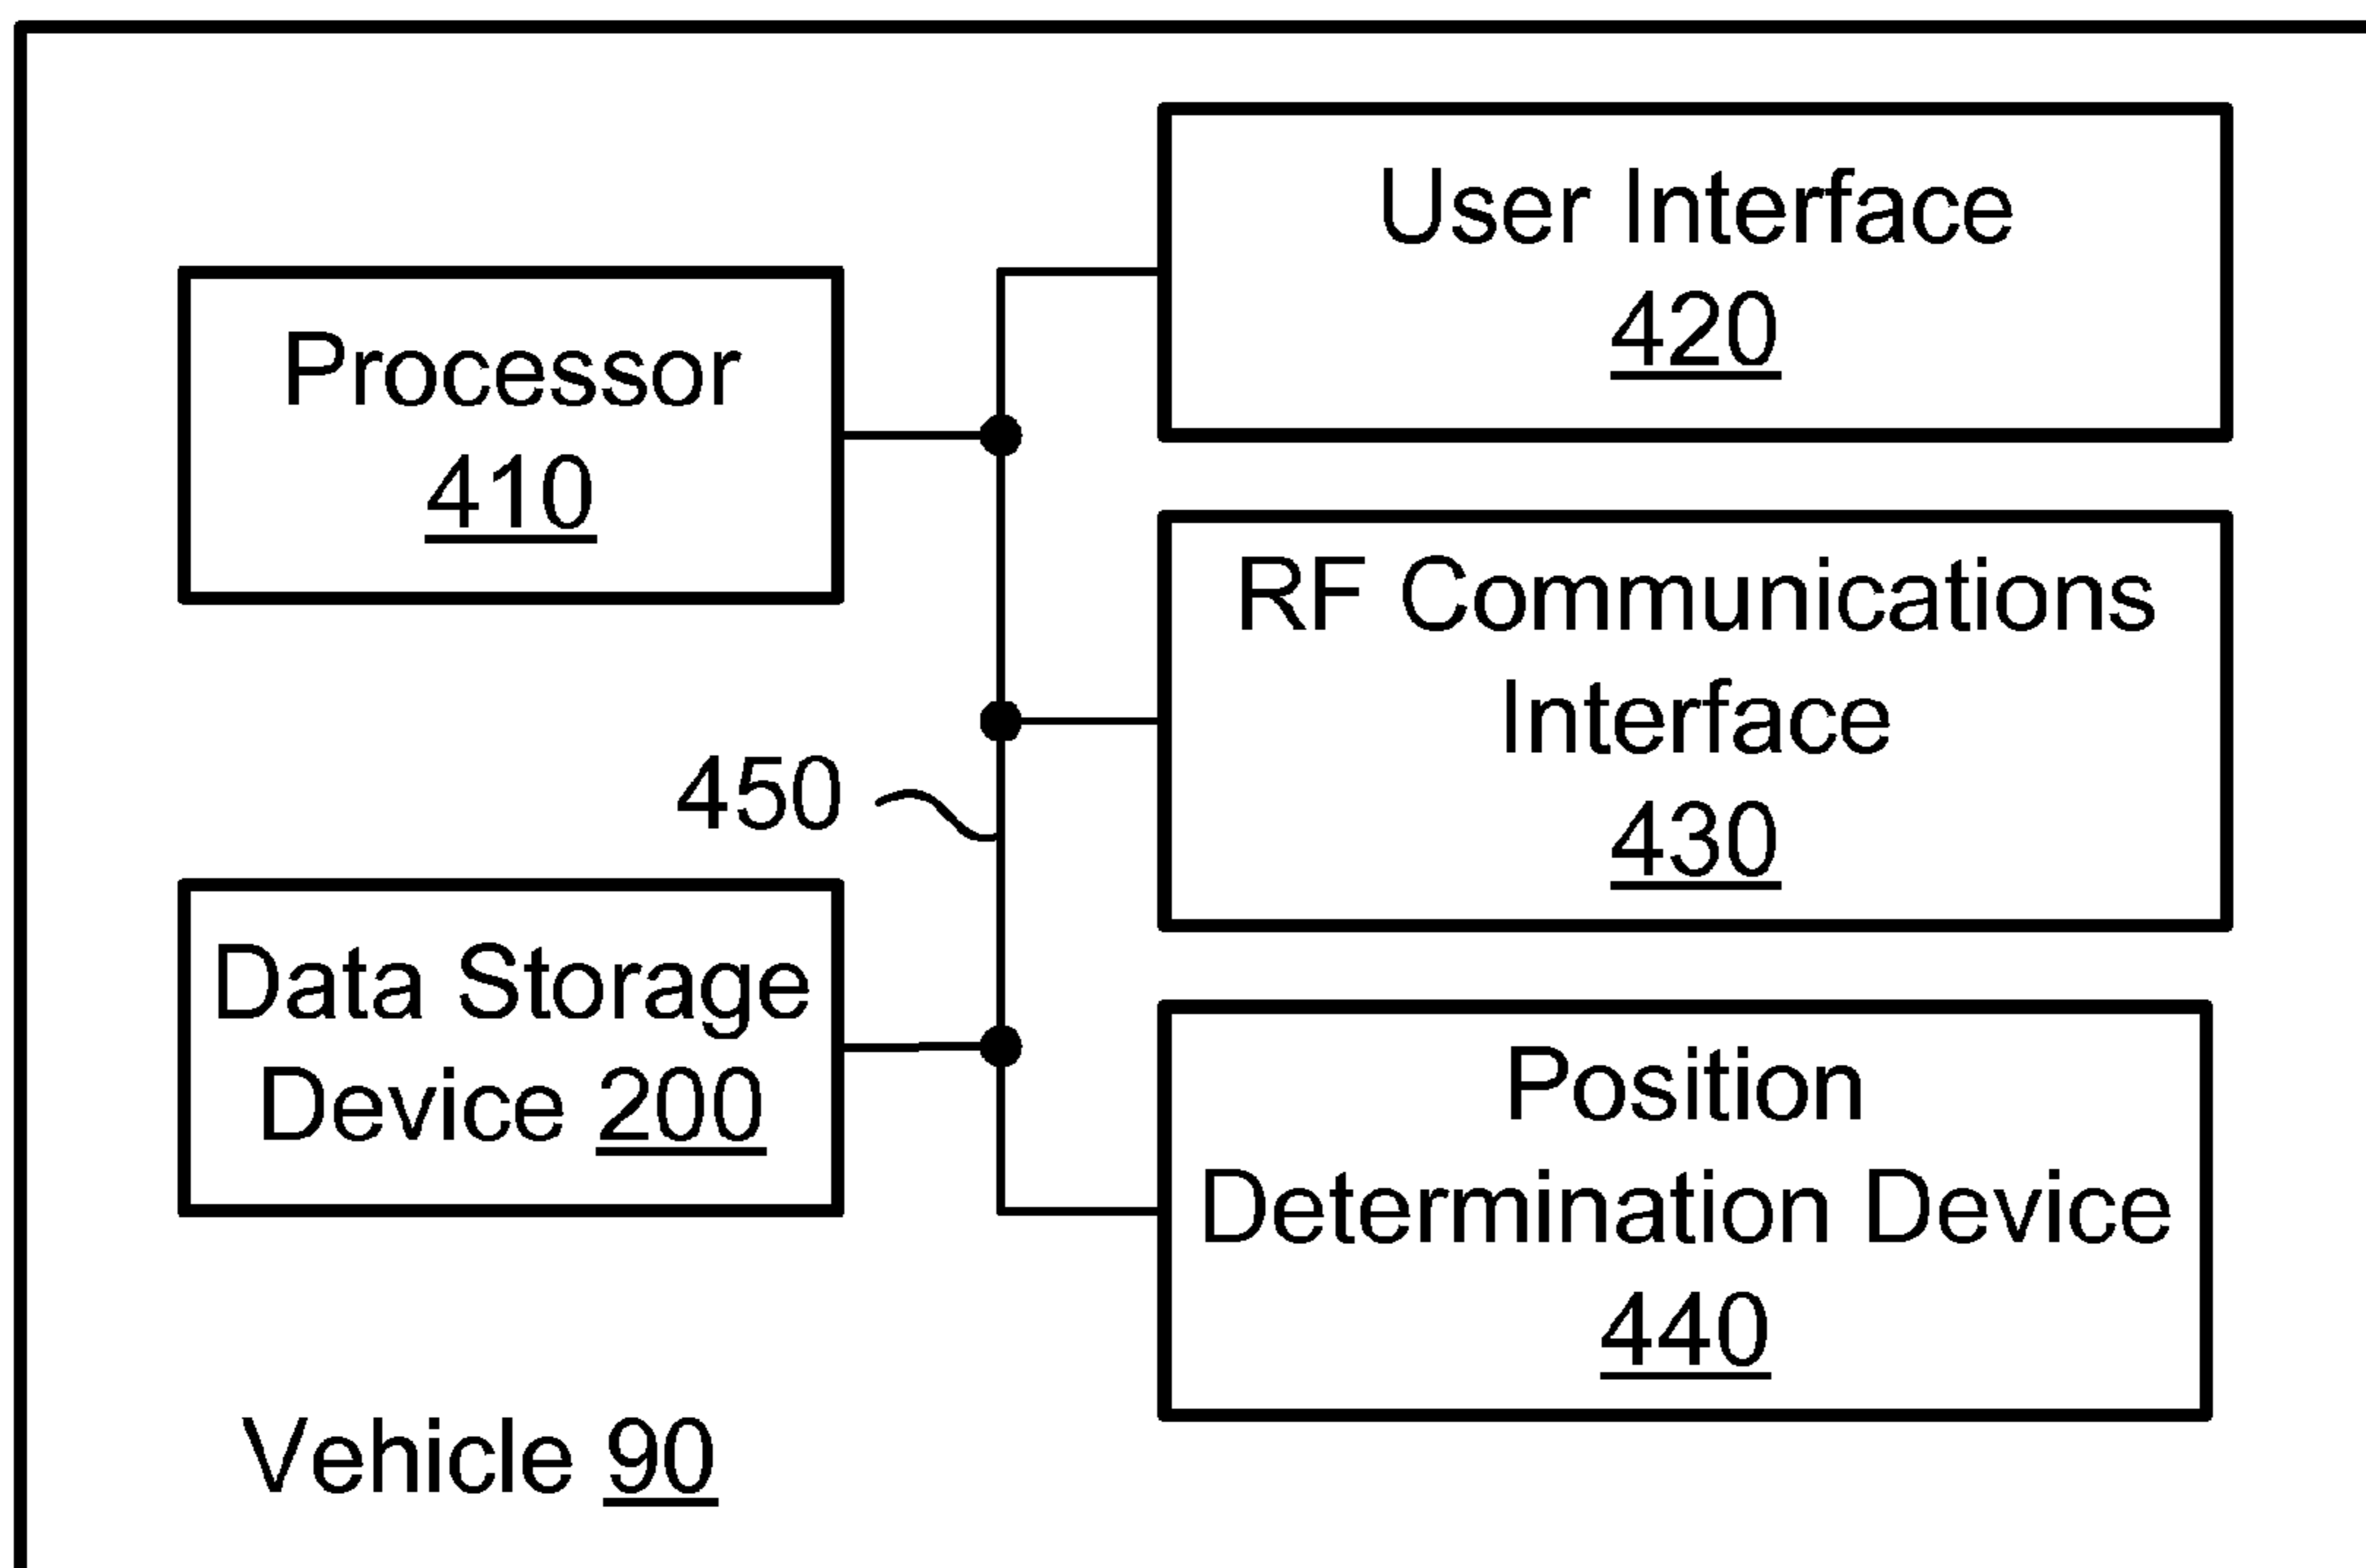 User Interface
420
Processor
410
RF Communications
Interface
430
450
Data Storage
Device 200
Position
Determination Device
440
Vehicle 90